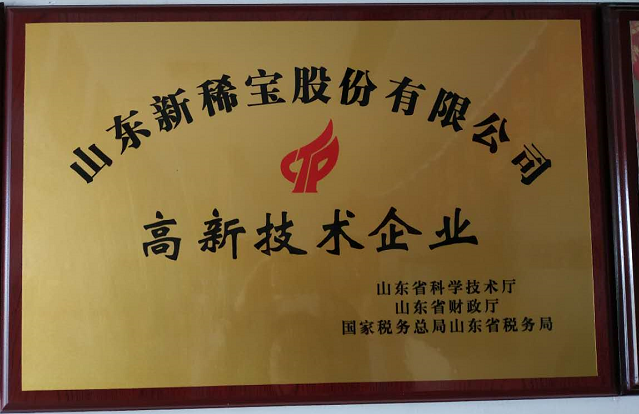 山东新稀宝股份有限公司
CTP
高新技术企业
山东省科学技术厅
山东省财政厅
国家税务总局山东省税务局